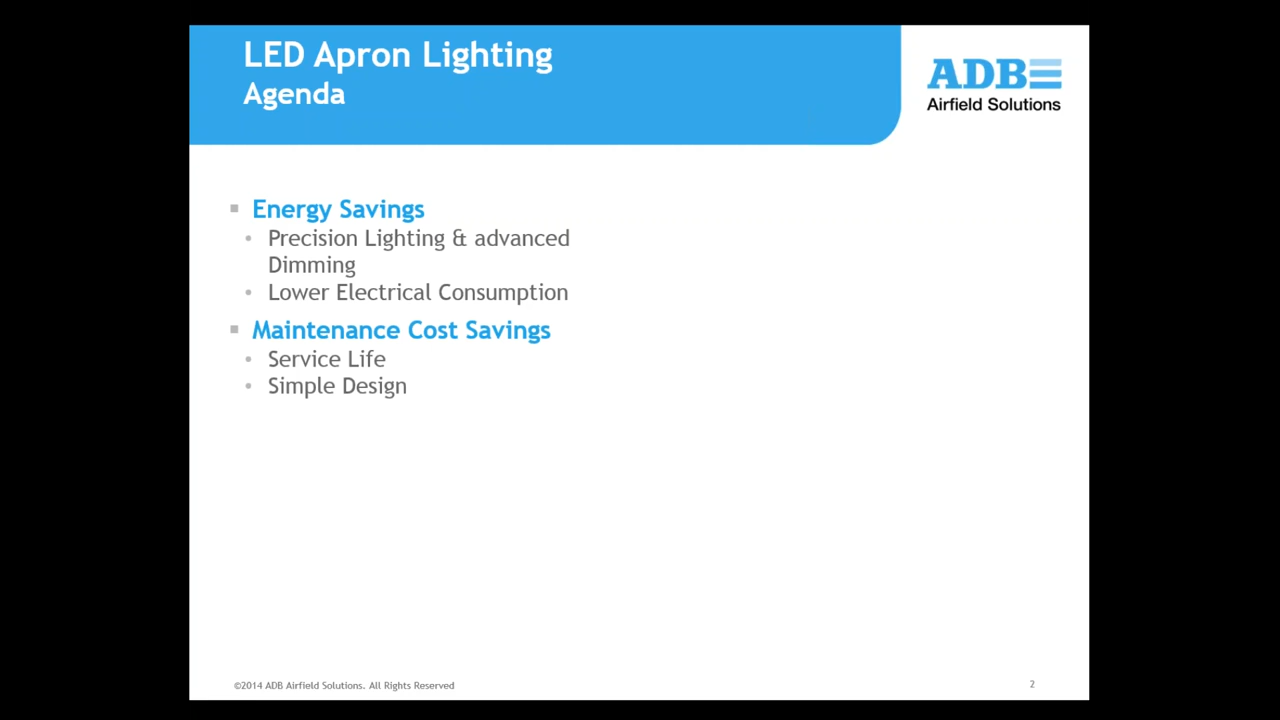 LED Apron Lighting
Agenda
ADB
Airfield Solutions
Energy Savings
Precision Lighting & advanced
Dimming
Lower Electrical Consumption
Maintenance Cost Savings
Service Life
Simple Design
©2014 ADB Airfield Solutions. All Rights Reserved
2